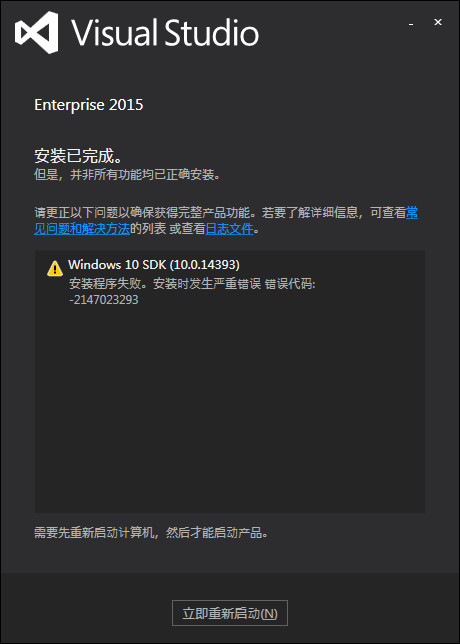 Visual Studio
Enterprise 2015
安装已完成。
但是，并非所有功能均已正确安装。
请更正以下问题以确保获得完整产品功能。若要了解详细信息，可查看常
见问题和解决方法的列表 或查看日志文件。
Windows 10 SDK (10.0.14393)
安装程序失败。安装时发生严重错误 错误代码:
-2147023293
需要先重新启动计算机，然后才能启动产品。
立即重新启动(N)